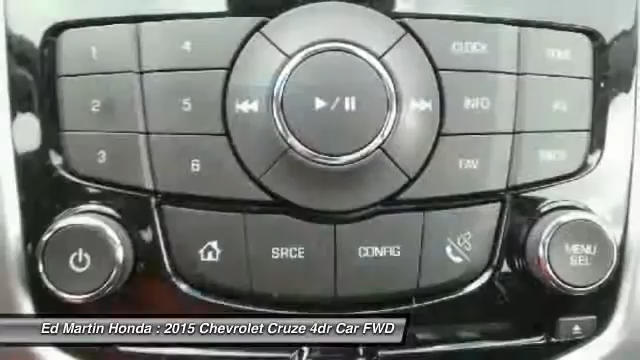 1 4 CLOCK TONE
2 5 INFO AS
3 6 FAV BACK
SRCE CONFIG
MENU
SEL
Ed Martin Honda : 2015 Chevrolet Cruze 4dr Car FWD